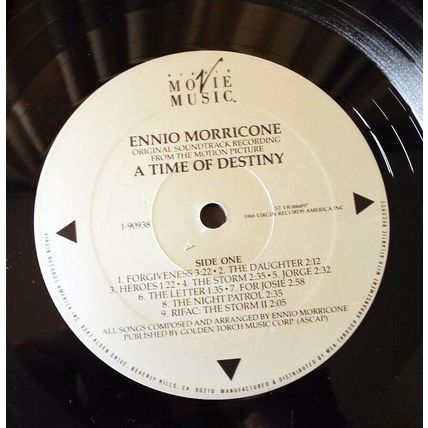 VIRGIN
MOVIE
MUSIC
ENNIO MORRICONE
ORIGINAL SOUNDTRACK RECORDING
FROM THE MOTION PICTURE
A TIME OF DESTINY
1-90938
1988 VIRGIN RECORDS AMERICA INC
SIDE ONE
1. FORGIVENESS 3:22 • 2. THE DAUGHTER 2:12
3. HEROES 1:22 • 4. THE STORM 2:35 • 5. JORGE 2:32
6. THE LETTER 1:35 • 7. FOR JOSIE 2:58
8. THE NIGHT PATROL 2:35
9. RIFAC: THE STORM II 2:05
ALL SONGS COMPOSED AND ARRANGED BY ENNIO MORRICONE
PUBLISHED BY GOLDEN TORCH MUSIC CORP. (ASCAP)
VIRGIN RECORDS AMERICA, INC. ALDEN DRIVE, BEVERLY HILLS, CA. 90210. MANUFACTURED & DISTRIBUTED BY WEA THROUGH ARRANGEMENT WITH ATLANTIC RECORDS